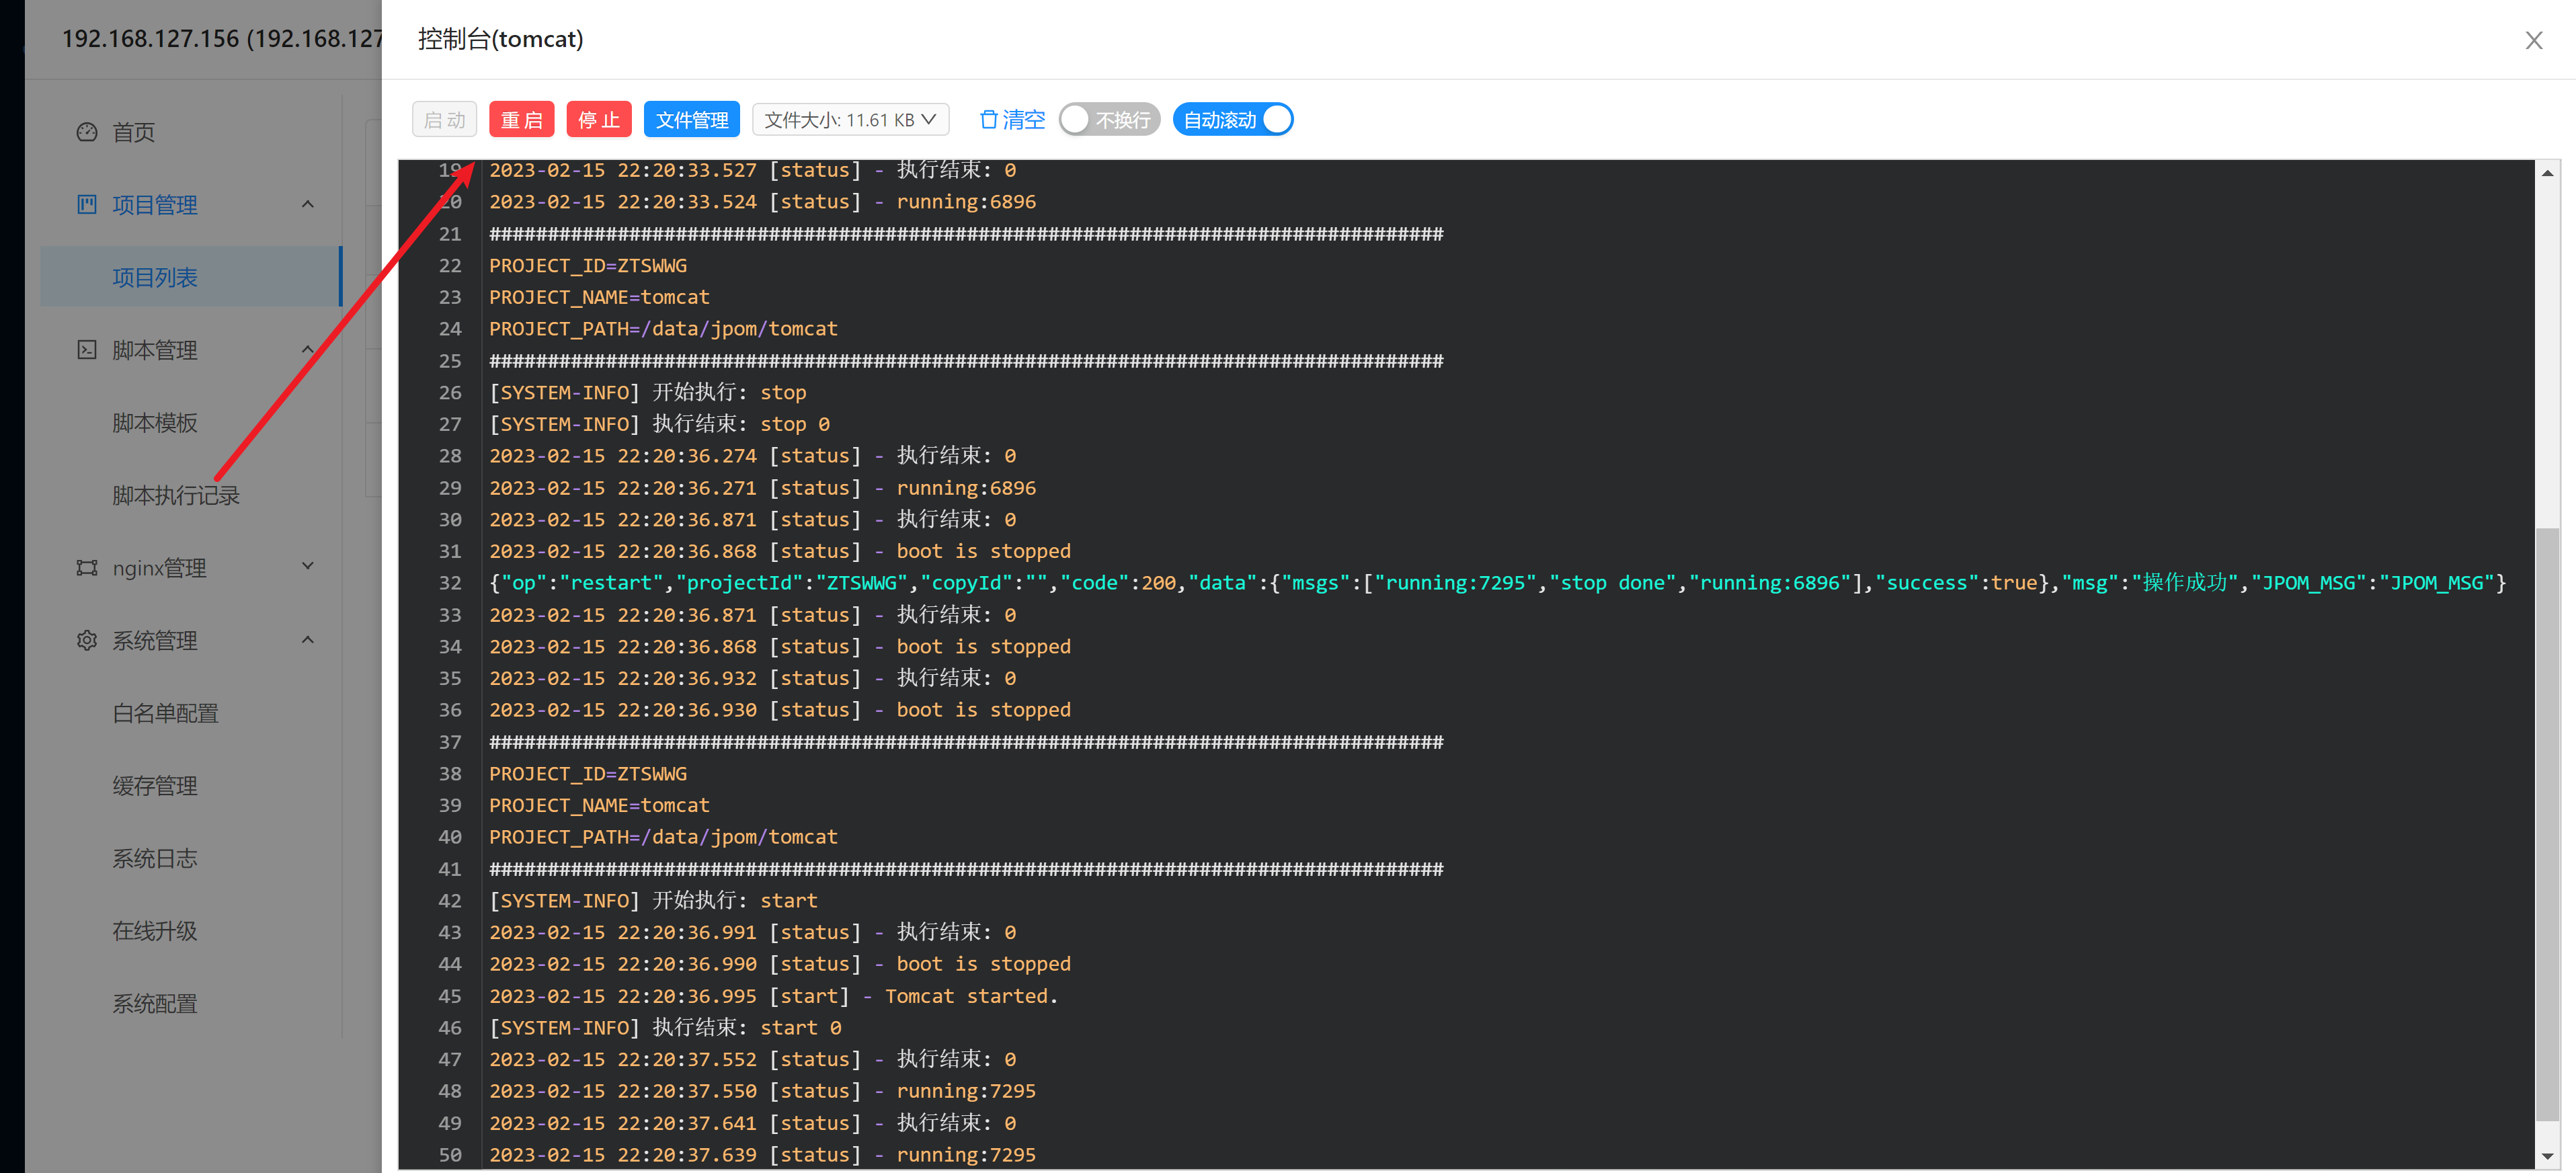 192.168.127.156 (192.168.127
首页
项目管理
项目列表
脚本管理
脚本模板
脚本执行记录
nginx管理
系统管理
白名单配置
缓存管理
系统日志
在线升级
系统配置
控制台(tomcat)
启 动 重 启 停 止 文件管理 文件大小: 11.61 KB 清空 不换行 自动滚动
19 2023-02-15 22:20:33.527 [status] - 执行结束: 0
20 2023-02-15 22:20:33.524 [status] - running:6896
21 ##################################################################################
22 PROJECT_ID=ZTSWWG
23 PROJECT_NAME=tomcat
24 PROJECT_PATH=/data/jpom/tomcat
25 ##################################################################################
26 [SYSTEM-INFO] 开始执行: stop
27 [SYSTEM-INFO] 执行结束: stop 0
28 2023-02-15 22:20:36.274 [status] - 执行结束: 0
29 2023-02-15 22:20:36.271 [status] - running:6896
30 2023-02-15 22:20:36.871 [status] - 执行结束: 0
31 2023-02-15 22:20:36.868 [status] - boot is stopped
32 {"op":"restart","projectId":"ZTSWWG","copyId":"","code":200,"data":{"msgs":["running:7295","stop done","running:6896"],"success":true},"msg":"操作成功","JPOM_MSG":"JPOM_MSG"}
33 2023-02-15 22:20:36.871 [status] - 执行结束: 0
34 2023-02-15 22:20:36.868 [status] - boot is stopped
35 2023-02-15 22:20:36.932 [status] - 执行结束: 0
36 2023-02-15 22:20:36.930 [status] - boot is stopped
37 ##################################################################################
38 PROJECT_ID=ZTSWWG
39 PROJECT_NAME=tomcat
40 PROJECT_PATH=/data/jpom/tomcat
41 ##################################################################################
42 [SYSTEM-INFO] 开始执行: start
43 2023-02-15 22:20:36.991 [status] - 执行结束: 0
44 2023-02-15 22:20:36.990 [status] - boot is stopped
45 2023-02-15 22:20:36.995 [start] - Tomcat started.
46 [SYSTEM-INFO] 执行结束: start 0
47 2023-02-15 22:20:37.552 [status] - 执行结束: 0
48 2023-02-15 22:20:37.550 [status] - running:7295
49 2023-02-15 22:20:37.641 [status] - 执行结束: 0
50 2023-02-15 22:20:37.639 [status] - running:7295